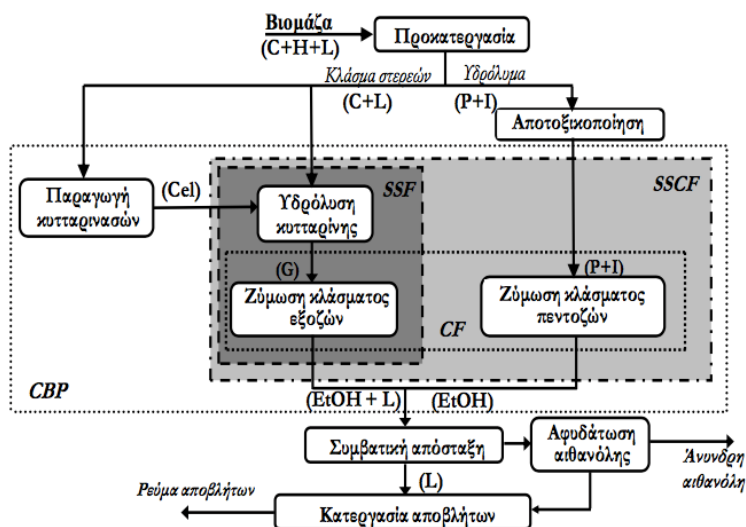 Βιομάζα
(C+H+L)
Προκατεργασία
Κλάσμα στερεών
Υδρόλυμα
(C+L)
(P+I)
Αποτοξικοποίηση
Παραγωγή
κυτταρινασών
(Cel)
Υδρόλυση
κυτταρίνης
SSF
SSCF
(G)
(P+I)
Ζύμωση κλάσματος
εξοζών
Ζύμωση κλάσματος
πεντοζών
CF
CBP
(EtOH + L)
(EtOH)
Συμβατική απόσταξη
Αφυδάτωση
αιθανόλης
Άνυνδρη
αιθανόλη
(L)
Ρεύμα αποβλήτων
Κατεργασία αποβλήτων